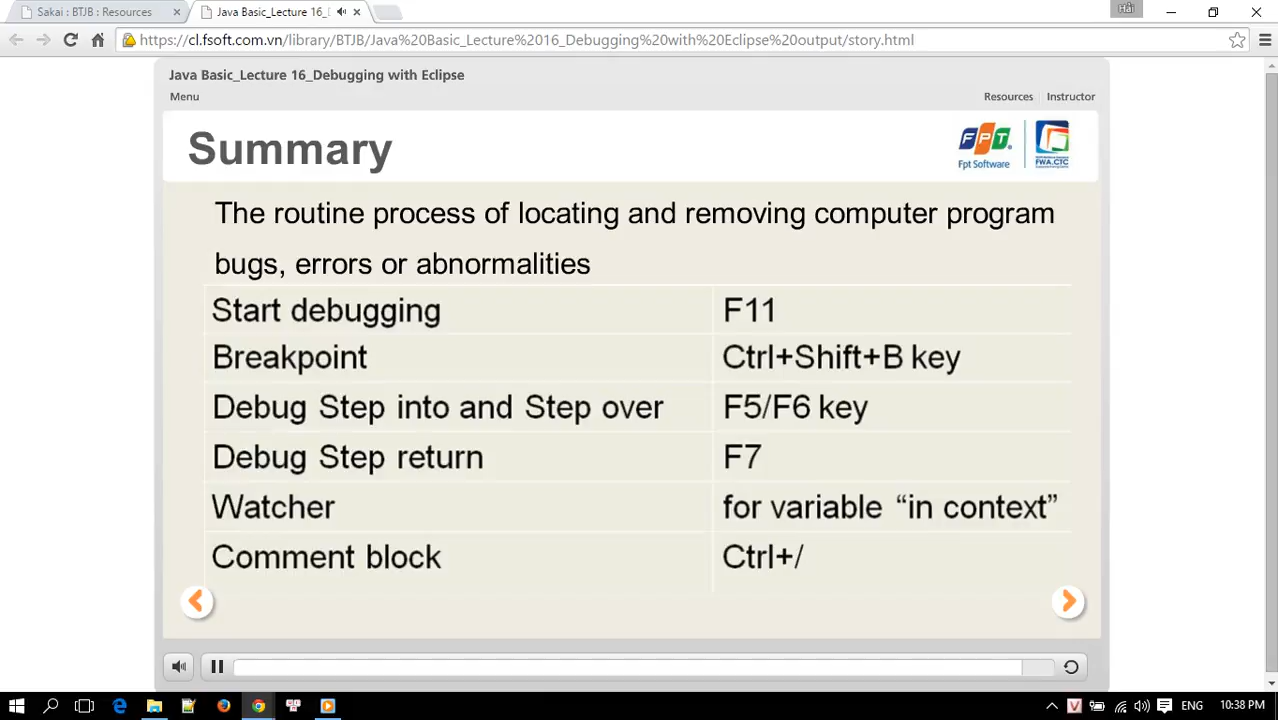 Sakai : BTJB : Resources
Java Basic_Lecture 16_D
Hải
https://cl.fsoft.com.vn/library/BTJB/Java%20Basic_Lecture%2016_Debugging%20with%20Eclipse%20output/story.html
Java Basic_Lecture 16_Debugging with Eclipse
Menu
Resources
Instructor
Summary
FPT
Fpt Software
FWA.CTC
The routine process of locating and removing computer program
bugs, errors or abnormalities
Start debugging F11
Breakpoint Ctrl+Shift+B key
Debug Step into and Step over F5/F6 key
Debug Step return F7
Watcher for variable “in context”
Comment block Ctrl+/
ENG
10:38 PM